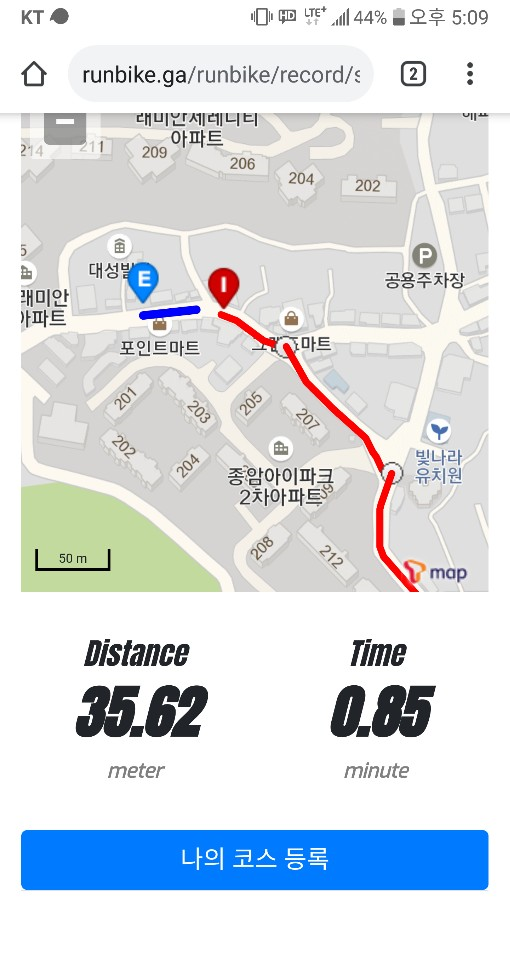 KT LTE+ 44% 오후 5:09
runbike.ga/runbike/record/s
2
래미안세레니티
아파트
214
211
209
206
204
202
P
공용주차장
대성빌
E
I
래미안
아파트
포인트마트
201
203
205
207
202
204
빛나라
유치원
종암아이파크
2차아파트
208
212
50 m
T map
Distance
Time
35.62
0.85
meter
minute
나의 코스 등록